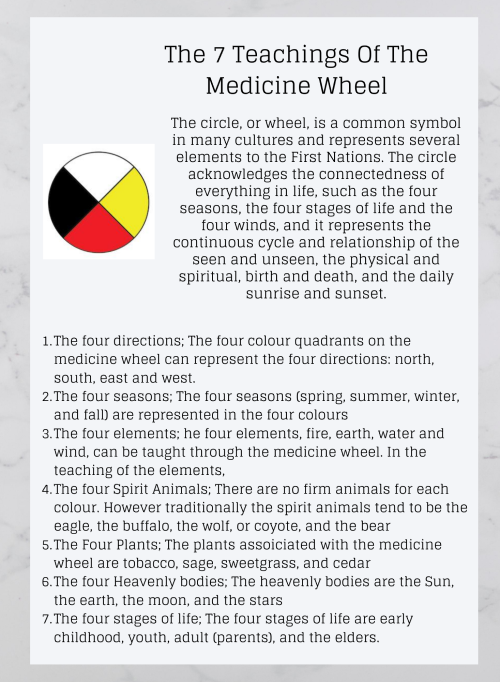 The 7 Teachings Of The
Medicine Wheel
The circle, or wheel, is a common symbol
in many cultures and represents several
elements to the First Nations. The circle
acknowledges the connectedness of
everything in life, such as the four
seasons, the four stages of life and the
four winds, and it represents the
continuous cycle and relationship of the
seen and unseen, the physical and
spiritual, birth and death, and the daily
sunrise and sunset.
1.The four directions; The four colour quadrants on the
medicine wheel can represent the four directions: north,
south, east and west.
2.The four seasons; The four seasons (spring, summer, winter,
and fall) are represented in the four colours
3.The four elements; he four elements, fire, earth, water and
wind, can be taught through the medicine wheel. In the
teaching of the elements,
4.The four Spirit Animals; There are no firm animals for each
colour. However traditionally the spirit animals tend to be the
eagle, the buffalo, the wolf, or coyote, and the bear
5.The Four Plants; The plants assoiciated with the medicine
wheel are tobacco, sage, sweetgrass, and cedar
6.The four Heavenly bodies; The heavenly bodies are the Sun,
the earth, the moon, and the stars
7.The four stages of life; The four stages of life are early
childhood, youth, adult (parents), and the elders.